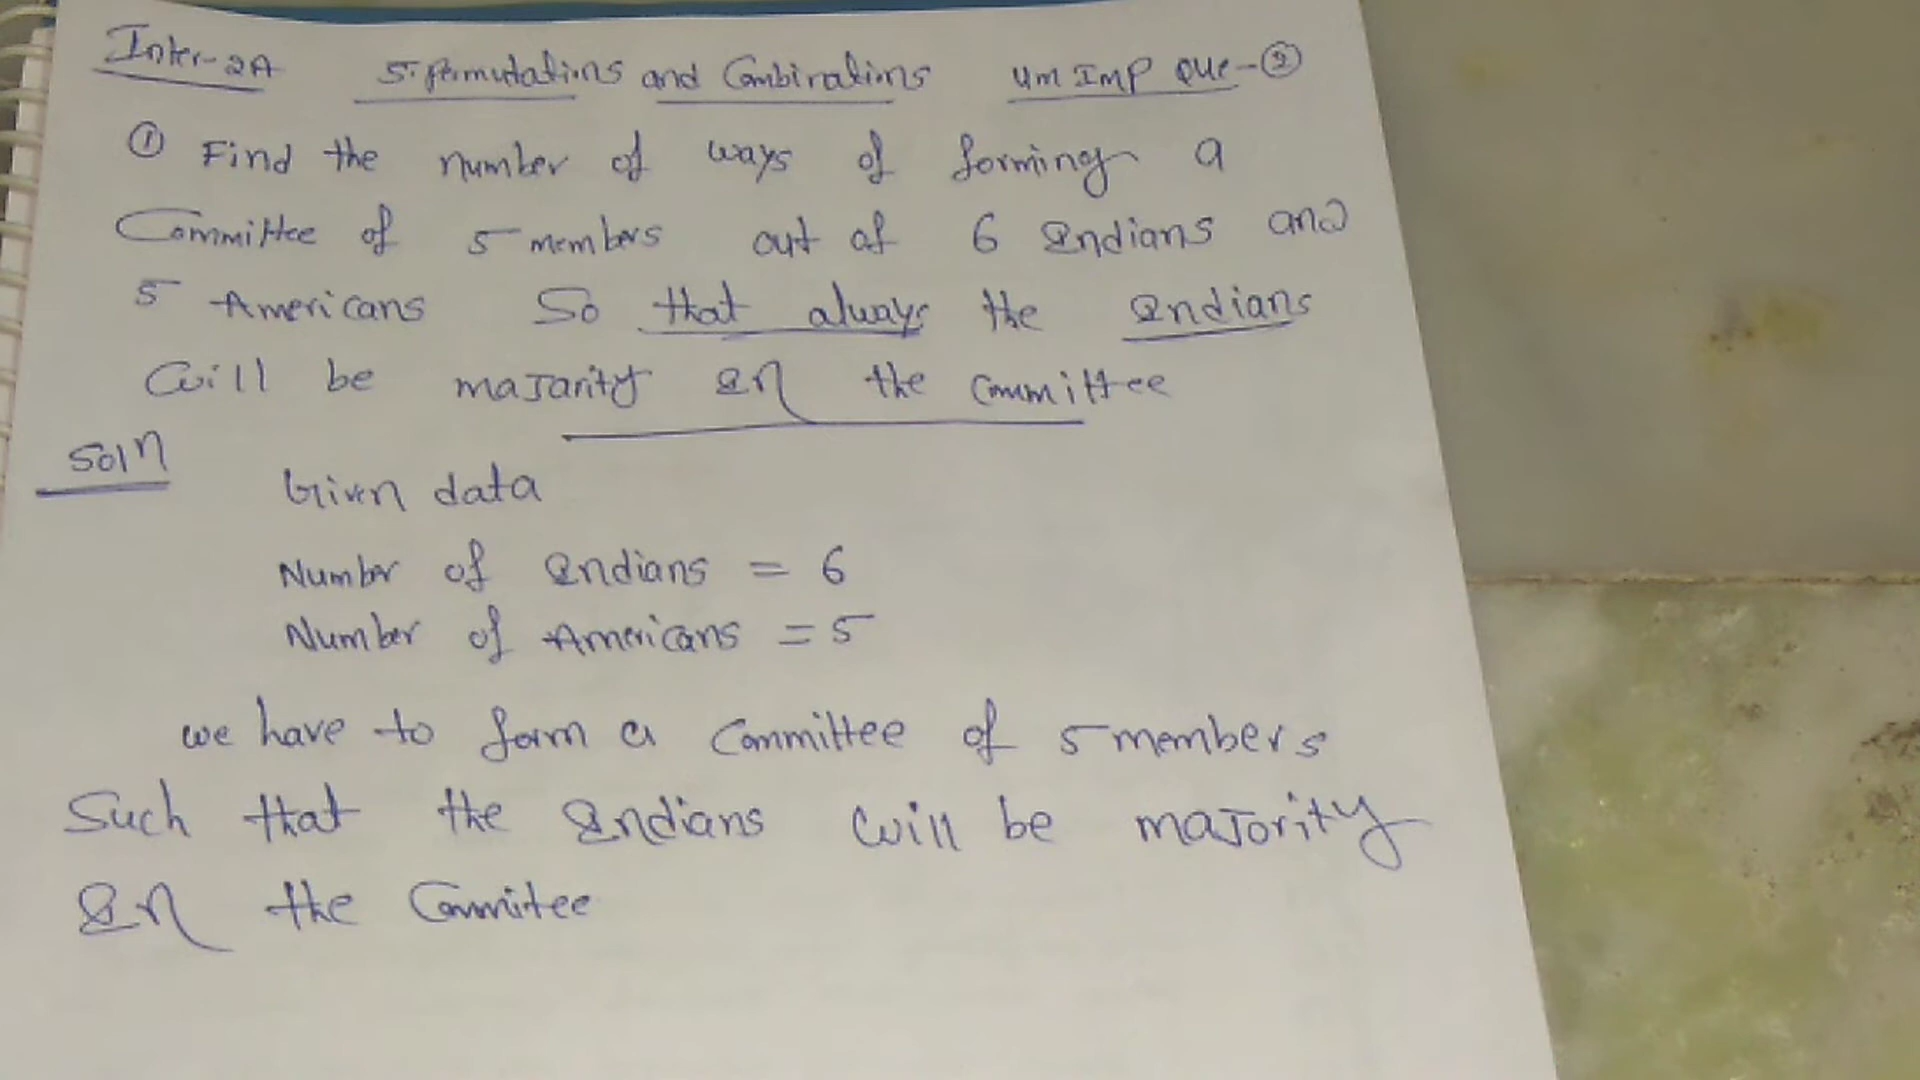 Inter-2A 5. Permutations and Combinations 4m Imp Que-②
① Find the number of ways of forming a
Committee of 5 members out of 6 Indians and
5 Americans So that always the Indians
will be majarity In the committee
Soln
Given data
Number of Indians = 6
Number of Americans = 5
we have to form a committee of 5 members
Such that the Indians will be majority
In the Commitee